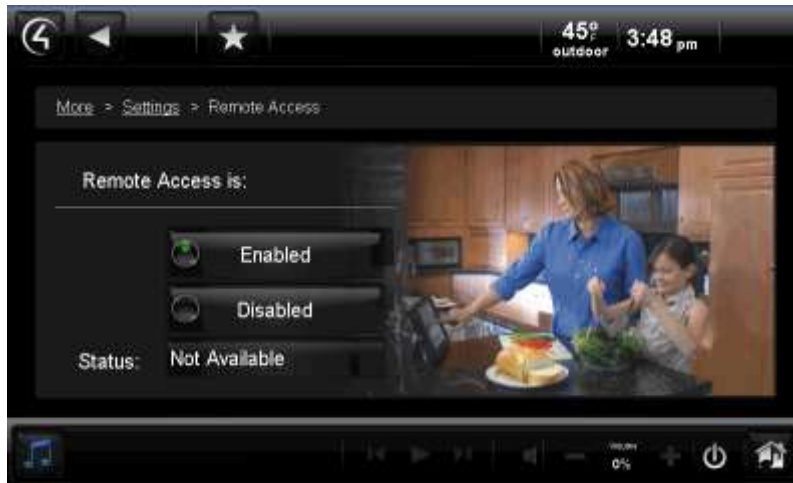 45°F outdoor
3:48 pm
More > Settings > Remote Access
Remote Access is:
Enabled
Disabled
Status: Not Available
0%